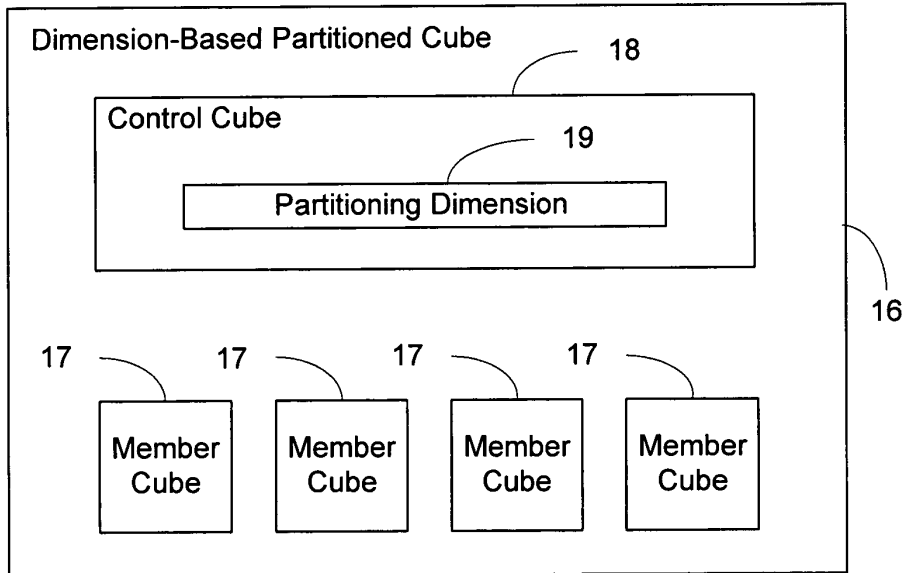 Dimension-Based Partitioned Cube
18
Control Cube
19
Partitioning Dimension
16
17 17 17 17
Member Member Member Member
Cube Cube Cube Cube